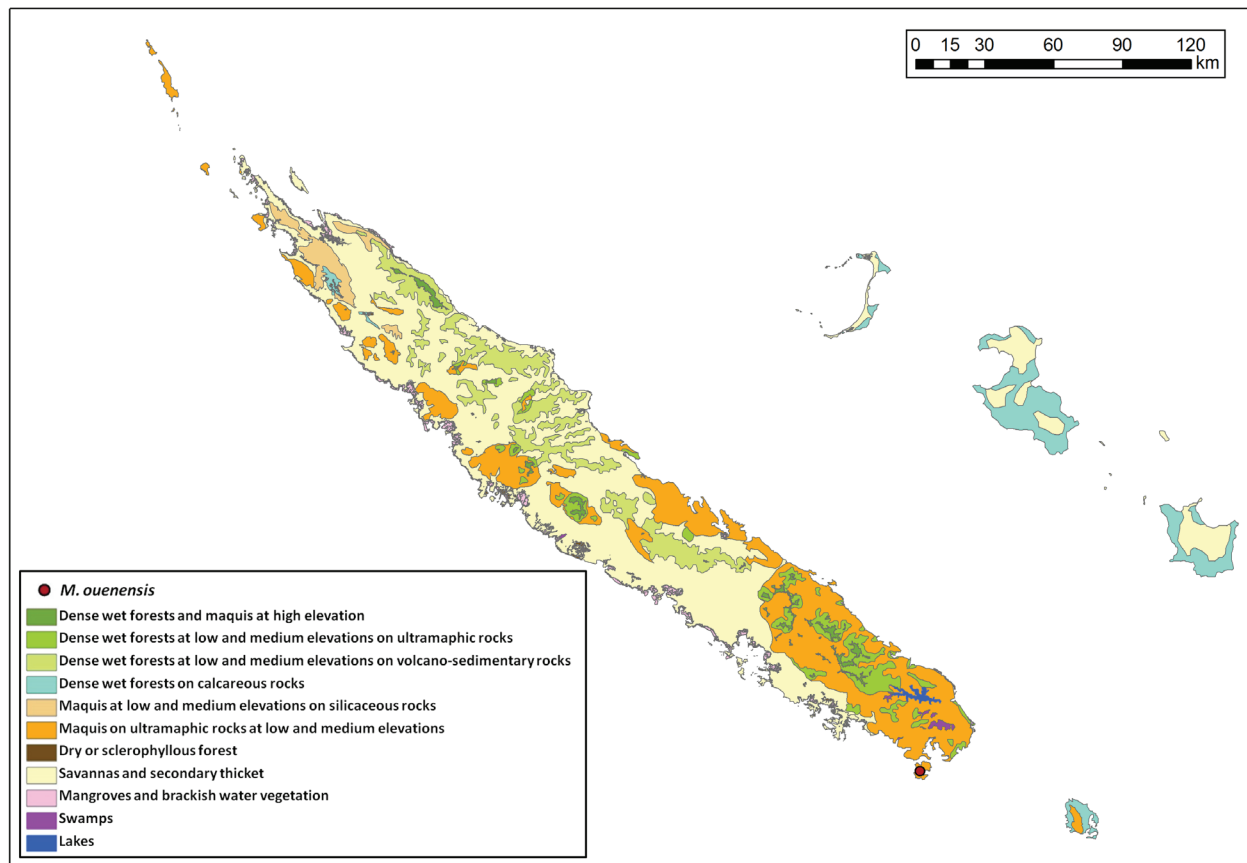 0 15 30 60 90 120
km
M. ouenensis
Dense wet forests and maquis at high elevation
Dense wet forests at low and medium elevations on ultramaphic rocks
Dense wet forests at low and medium elevations on volcano-sedimentary rocks
Dense wet forests on calcareous rocks
Maquis at low and medium elevations on silicaceous rocks
Maquis on ultramaphic rocks at low and medium elevations
Dry or sclerophyllous forest
Savannas and secondary thicket
Mangroves and brackish water vegetation
Swamps
Lakes